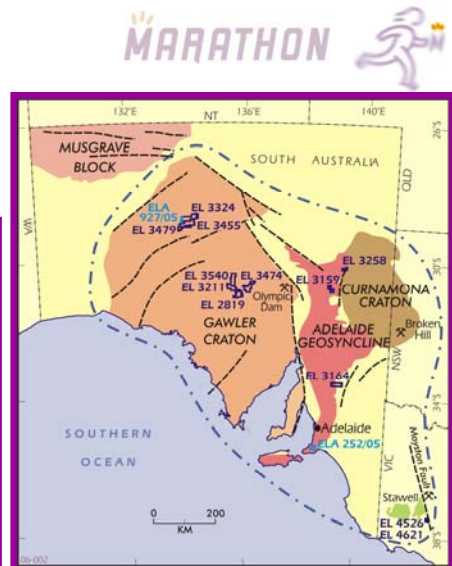 MARATHON
132°E
136°E
140°E
NT
26°S
MUSGRAVE
BLOCK
SOUTH AUSTRALIA
QLD
WA
ELA
927/05
EL 3324
EL 3479
EL 3455
EL 3258
30°S
EL 3540
EL 3474
EL 3159
EL 3211
CURNAMONA
CRATON
EL 2819
Olympic
Dam
GAWLER
CRATON
ADELAIDE
GEOSYNCLINE
Broken
Hill
NSW
EL 3164
34°S
SOUTHERN
OCEAN
Adelaide
ELA 252/05
VIC
Moyston Fault
Stawell
0
200
KM
EL 4526
EL 4621
38°S
06-002